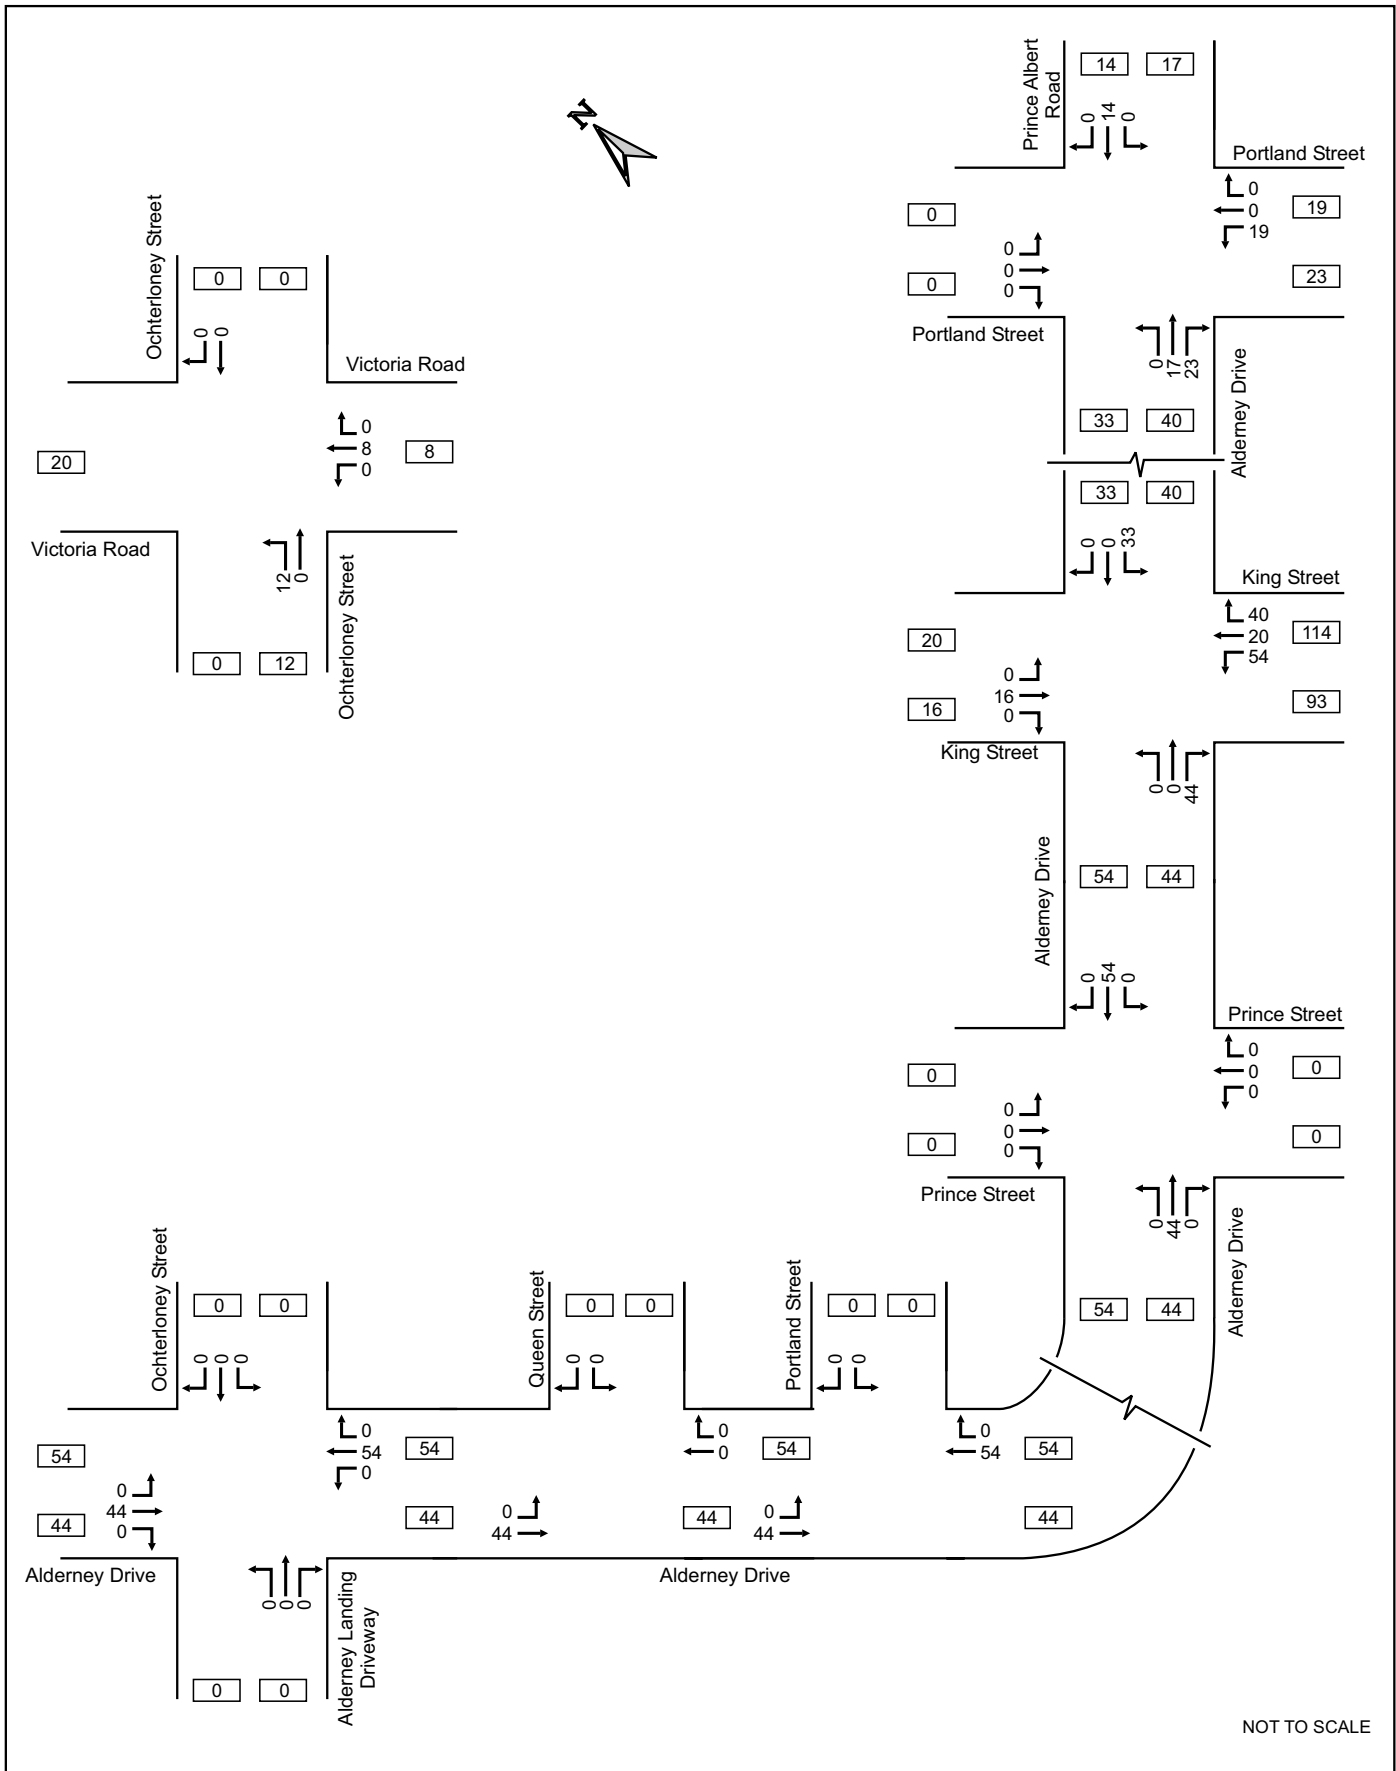 N
Prince Albert
Road
14 17
0 14 0
Portland Street
0
0
19
19
23
0
0
0
0
0
Portland Street
0 17 23
Alderney Drive
33 40
33 40
0 0 33
King Street
40
20
54
114
93
20
16
0
16
0
King Street
0 0 44
Alderney Drive
54 44
0 54 0
Prince Street
0
0
0
0
0
0
0
0
0
0
Prince Street
0 44 0
Alderney Drive
54 44
Ochterloney Street
0 0
0 0
Victoria Road
0
8
0
8
20
Victoria Road
12 0
0 12
Ochterloney Street
Ochterloney Street
0 0
0 0 0
54
44
0
44
0
0
54
0
54
44
Alderney Drive
0 0 0
0 0
Alderney Landing
Driveway
Queen Street
0 0
0 0
0
44
0
0
54
44
Portland Street
0 0
0 0
0
44
0
54
54
44
Alderney Drive
NOT TO SCALE